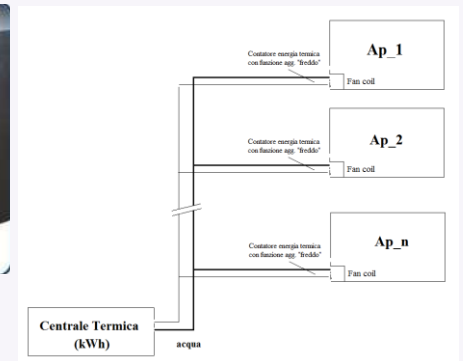 Contatore energia termica
con funzione agg. "freddo"
Ap_1
Fan coil
Contatore energia termica
con funzione agg. "freddo"
Ap_2
Fan coil
Contatore energia termica
con funzione agg. "freddo"
Ap_n
Fan coil
Centrale Termica
(kWh)
acqua